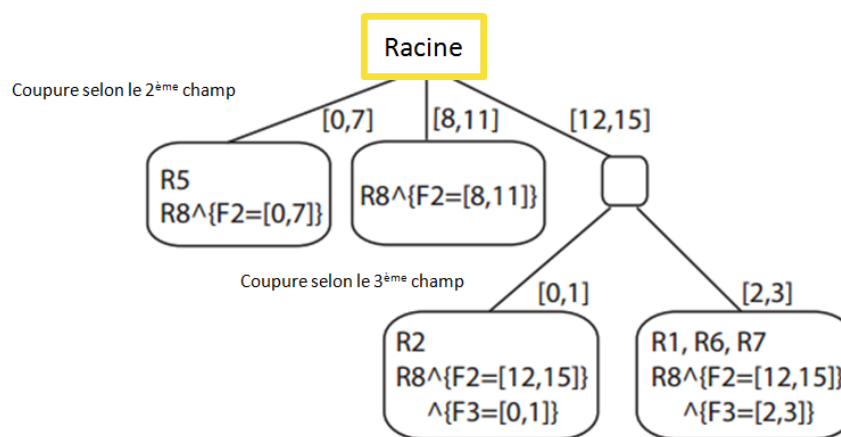 Racine
Coupure selon le 2ème champ
[0,7]
[8,11]
[12,15]
R5
R8^{F2=[0,7]}
R8^{F2=[8,11]}
Coupure selon le 3ème champ
[0,1]
[2,3]
R2
R8^{F2=[12,15]}
^{F3=[0,1]}
R1, R6, R7
R8^{F2=[12,15]}
^{F3=[2,3]}